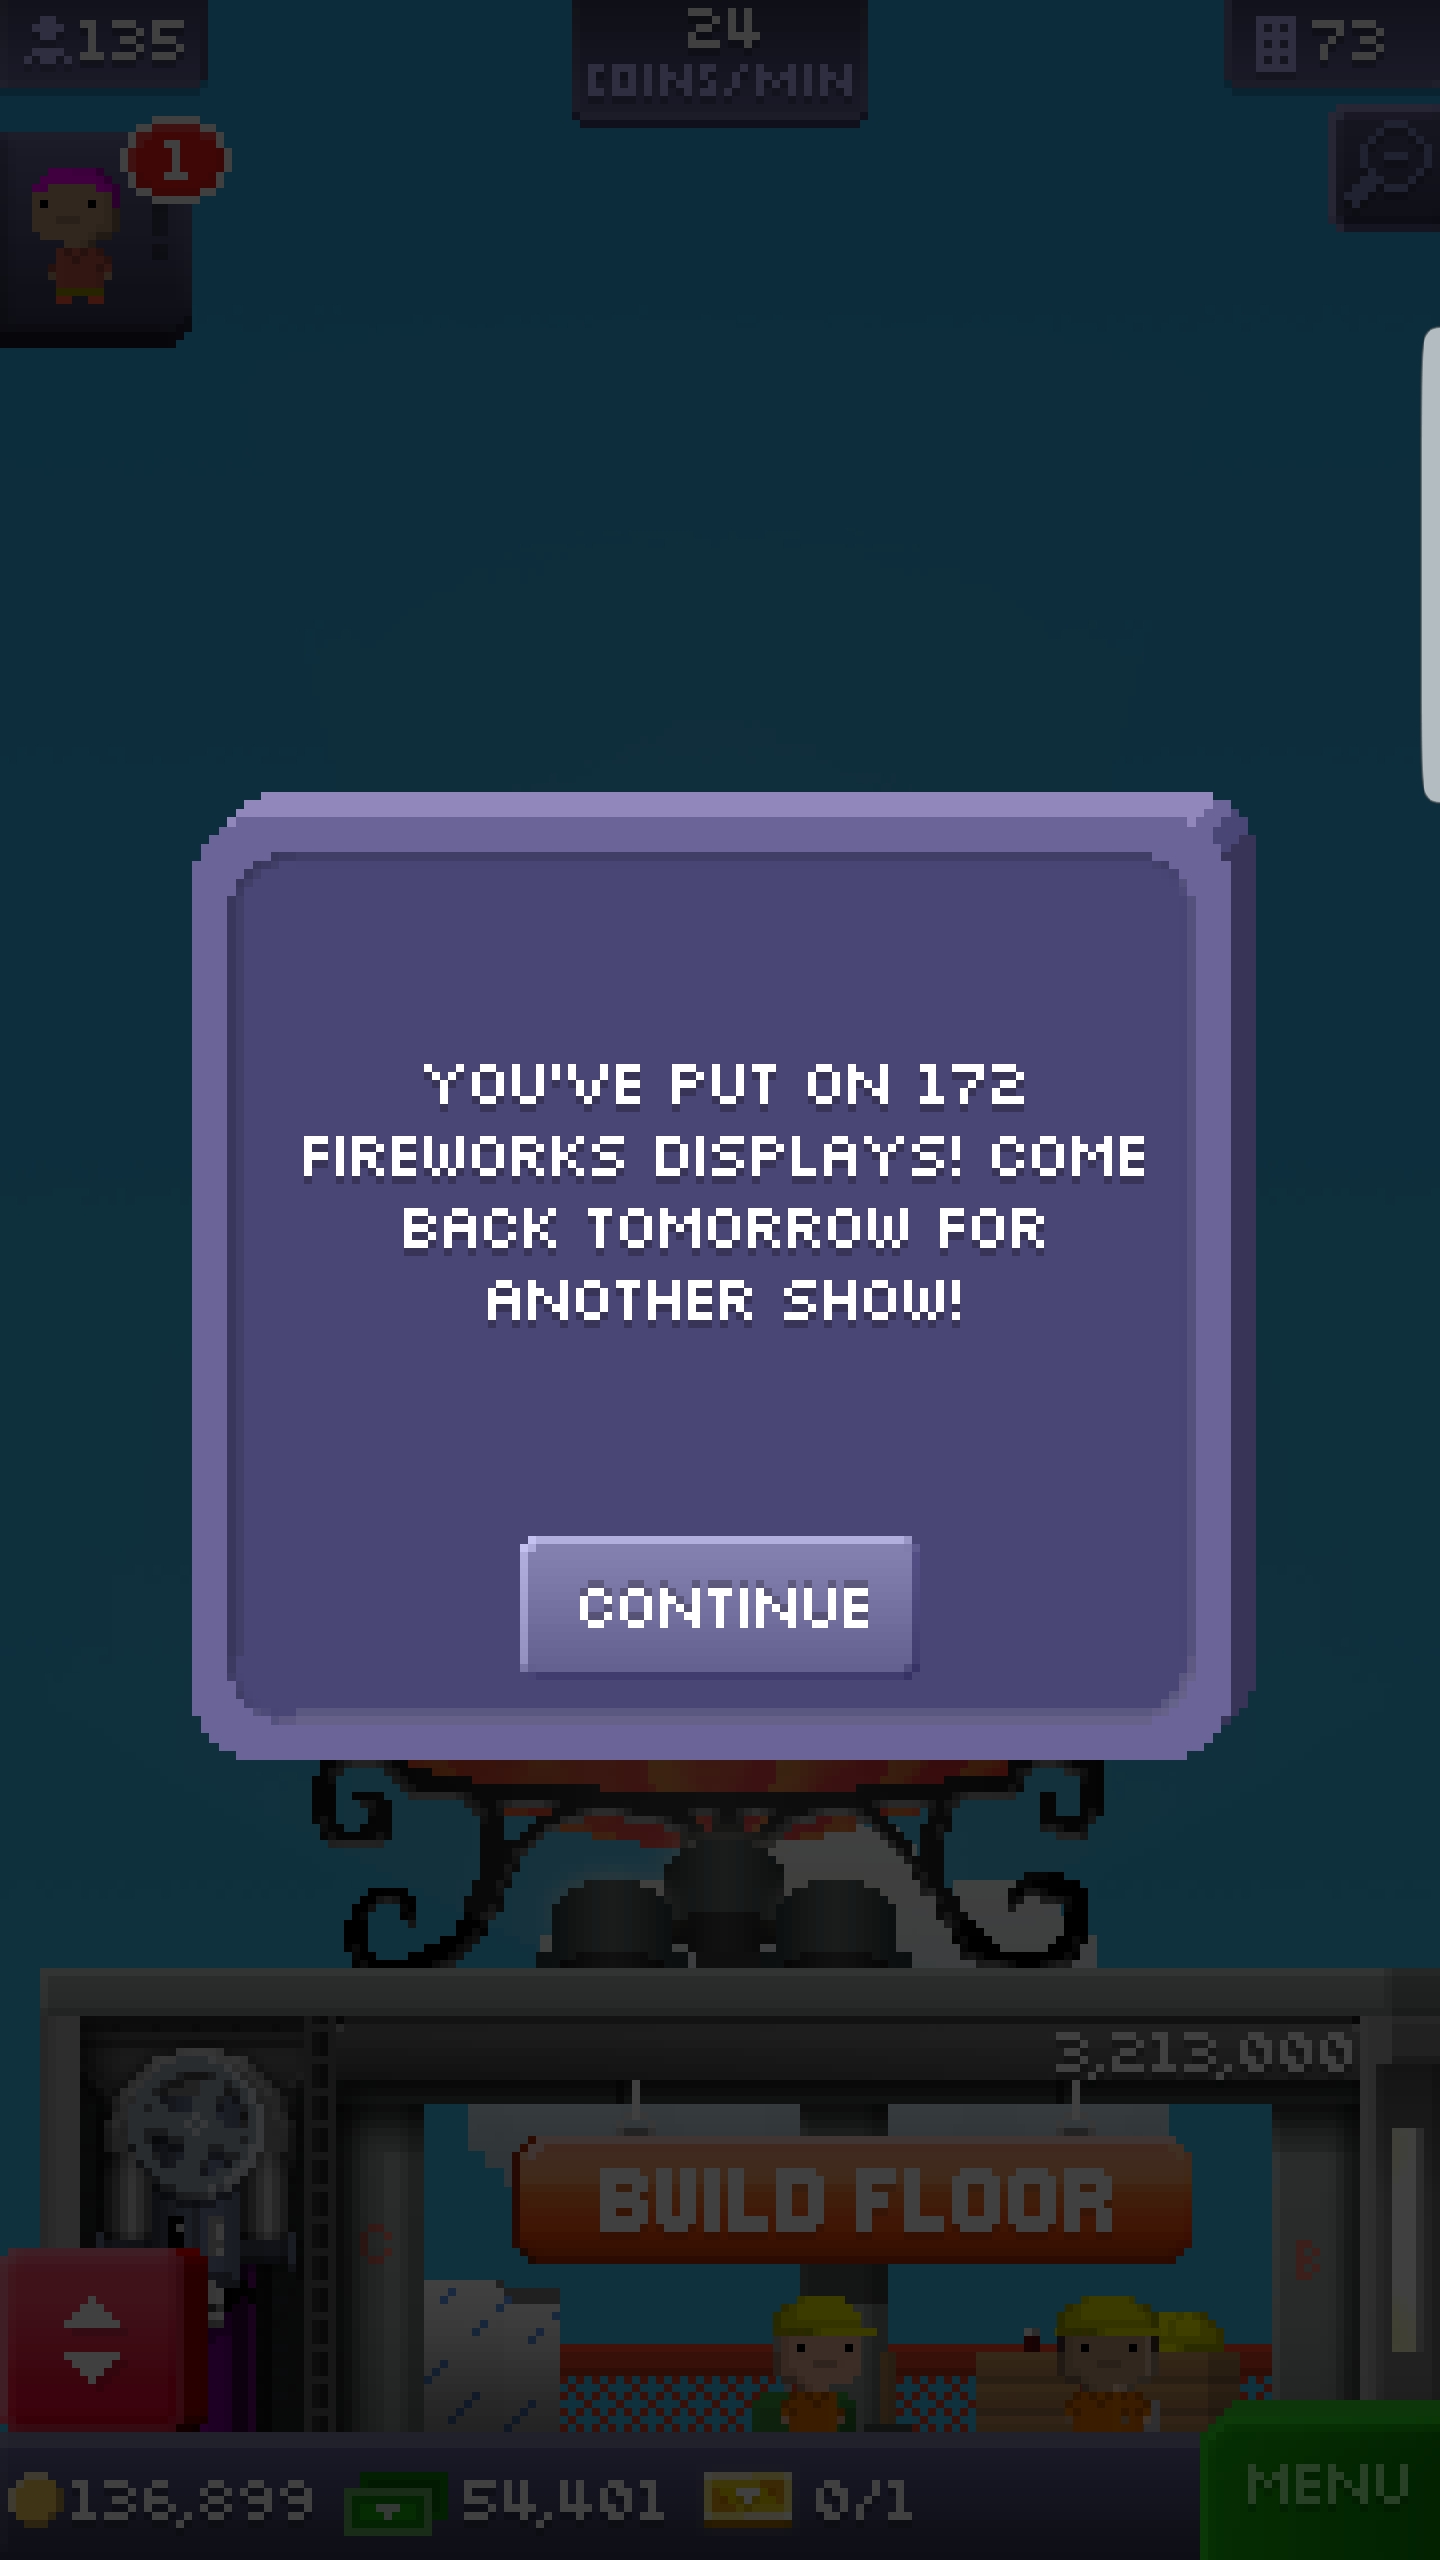 135
24
COINS/MIN
73
1
YOU'VE PUT ON 172
FIREWORKS DISPLAYS! COME
BACK TOMORROW FOR
ANOTHER SHOW!
CONTINUE
3,213,000
BUILD FLOOR
C
B
136,899
54,401
0/1
MENU